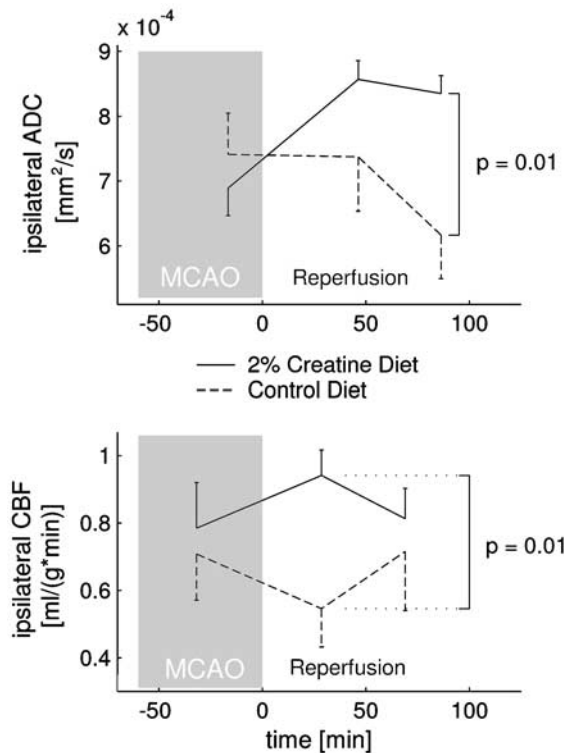 x 10⁻⁴
ipsilateral ADC
[mm²/s]
9
8
7
6
p = 0.01
MCAO
Reperfusion
-50
0
50
100
2% Creatine Diet
Control Diet
ipsilateral CBF
[ml/(g*min)]
1
0.8
0.6
0.4
p = 0.01
MCAO
Reperfusion
-50
0
50
100
time [min]